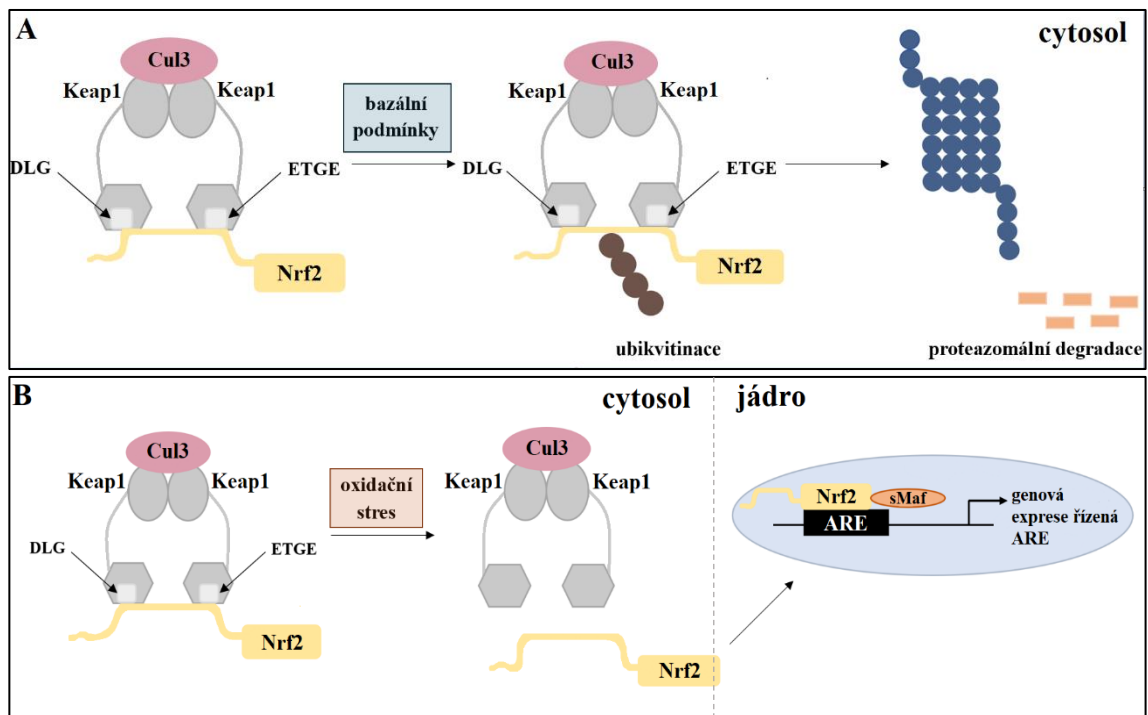 A
cytosol
Cul3
Keap1
Keap1
bazální
podmínky
DLG
ETGE
Nrf2
Cul3
Keap1
Keap1
DLG
ETGE
Nrf2
ubikvitinace
proteazomální degradace
B
cytosol
jádro
Cul3
Keap1
Keap1
oxidační
stres
DLG
ETGE
Nrf2
Cul3
Keap1
Keap1
Nrf2
Nrf2
sMaf
ARE
genová
exprese řízená
ARE